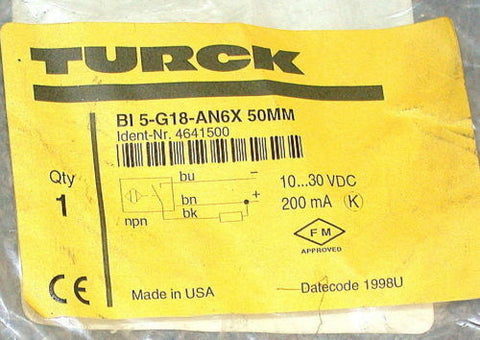 TURCK
BI 5-G18-AN6X 50MM
Ident-Nr. 4641500
Qty
1
bu -
bn +
bk
npn
10...30 VDC
200 mA K
FM
APPROVED
CE
Made in USA
Datecode 1998U